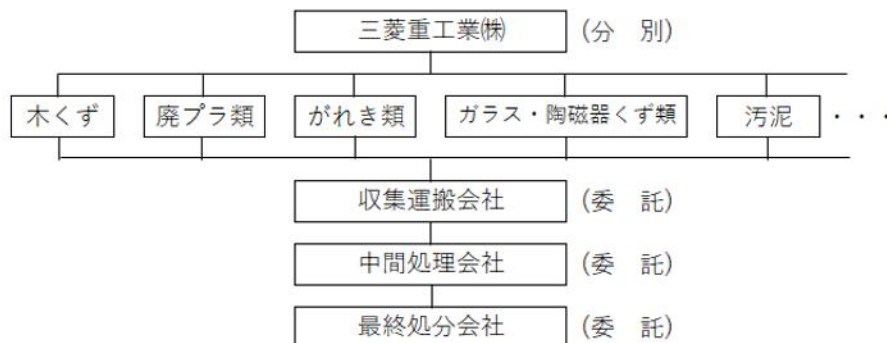 三菱重工業㈱ (分　別)
木くず 廃プラ類 がれき類 ガラス・陶磁器くず類 汚泥 ・・・
収集運搬会社 (委　託)
中間処理会社 (委　託)
最終処分会社 (委　託)